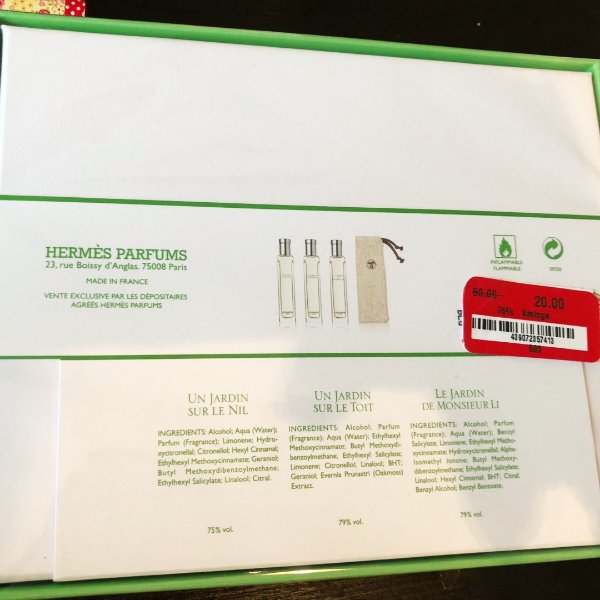 HERMÈS PARFUMS
23, rue Boissy d'Anglas. 75008 Paris
MADE IN FRANCE
VENTE EXCLUSIVE PAR LES DÉPOSITAIRES
AGRÉÉS HERMÈS PARFUMS
INFLAMMABLE
FLAMMABLE
39350
20.00
Savings
439072357413
UN JARDIN
SUR LE NIL
INGREDIENTS: Alcohol; Aqua (Water);
Parfum (Fragrance); Limonene; Hydro-
xycitronellol; Citronellol; Hexyl Cinnamal;
Ethylhexyl Methoxycinnamate; Geraniol;
Butyl Methoxydibenzoylmethane;
Ethylhexyl Salicylate; Linalool; Citral.
75% vol.
UN JARDIN
SUR LE TOIT
INGREDIENTS: Alcohol; Parfum
(Fragrance); Aqua (Water); Ethylhexyl
Methoxycinnamate; Butyl Methoxydi-
benzoylmethane; Ethylhexyl Salicylate;
Limonene; Citronellol; Linalool; BHT;
Geraniol; Evernia Prunastri (Oakmoss)
Extract.
79% vol.
LE JARDIN
DE MONSIEUR LI
INGREDIENTS: Alcohol; Parfum
(Fragrance); Aqua (Water); Benzyl
Salicylate; Limonene; Ethylhexyl
Methoxycinnamate; Hydroxycitronellal; Alpha-
Isomethyl Ionone; Butyl Methoxy-
dibenzoylmethane; Ethylhexyl Salicylate;
Linalool; Hexyl Cinnamal; BHT; Citral;
Benzyl Alcohol; Benzyl Benzoate.
79% vol.